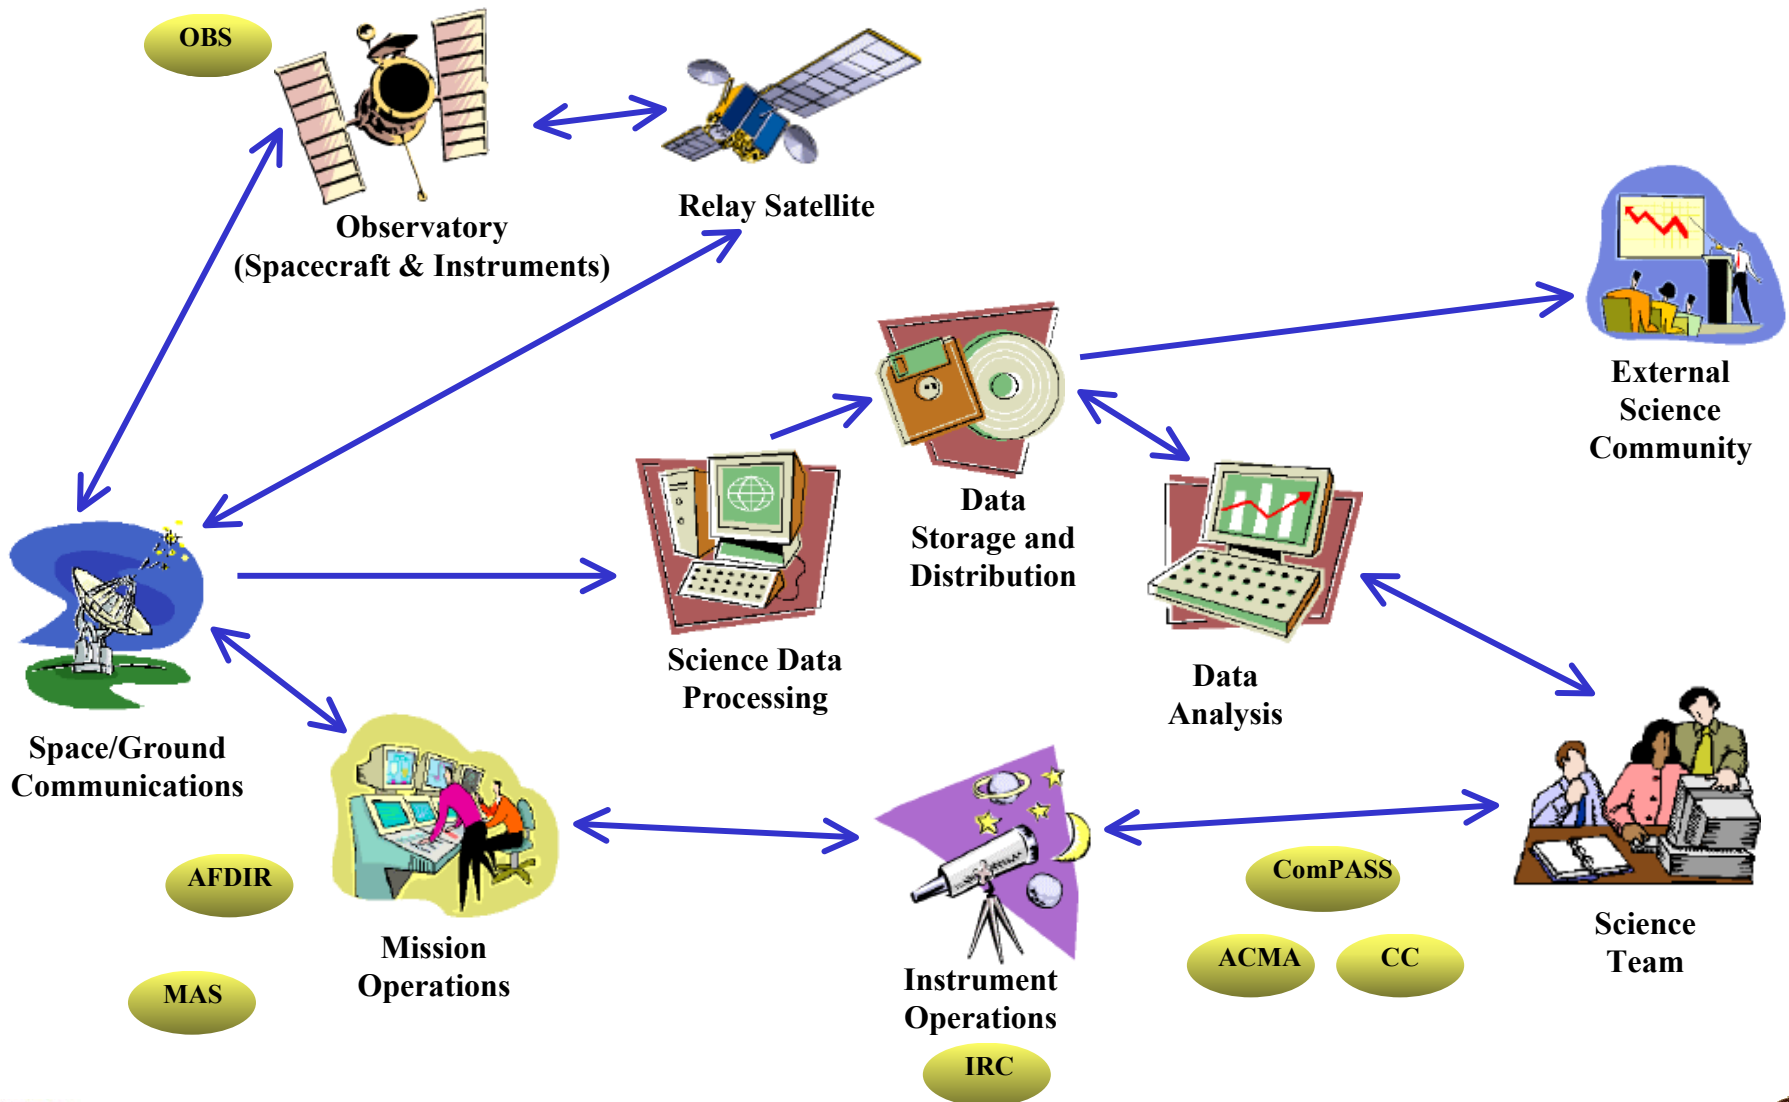 OBS
Observatory
(Spacecraft & Instruments)
Relay Satellite
External
Science
Community
Data
Storage and
Distribution
Science Data
Processing
Data
Analysis
Space/Ground
Communications
AFDIR
MAS
Mission
Operations
Instrument
Operations
IRC
ComPASS
ACMA
CC
Science
Team